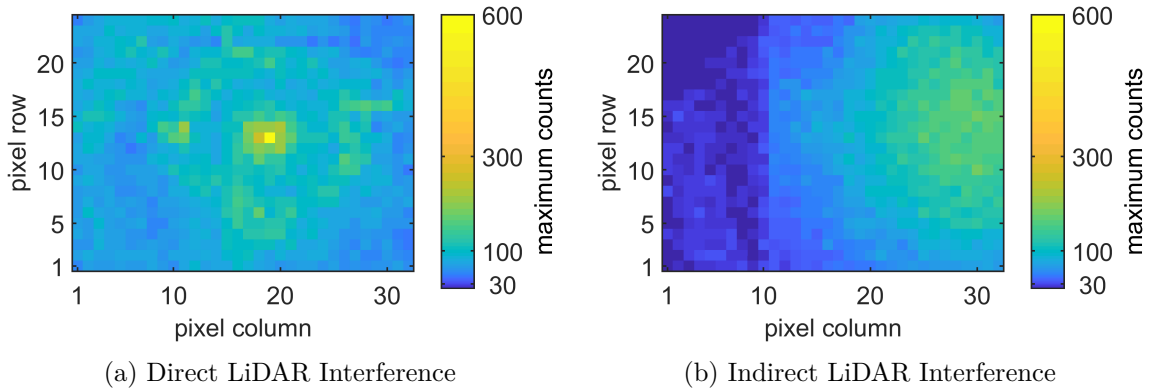 600
300
100
30
maximum counts
20
15
10
5
1
pixel row
1 10 20 30
pixel column
(a) Direct LiDAR Interference
600
300
100
30
maximum counts
20
15
10
5
1
pixel row
1 10 20 30
pixel column
(b) Indirect LiDAR Interference